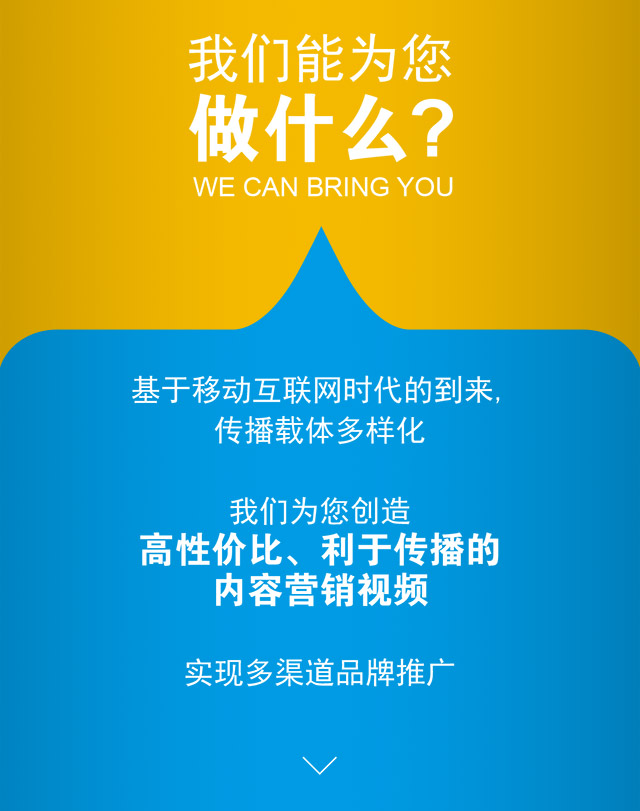 我们能为您
做什么?
WE CAN BRING YOU
基于移动互联网时代的到来,
传播载体多样化
我们为您创造
高性价比、利于传播的
内容营销视频
实现多渠道品牌推广